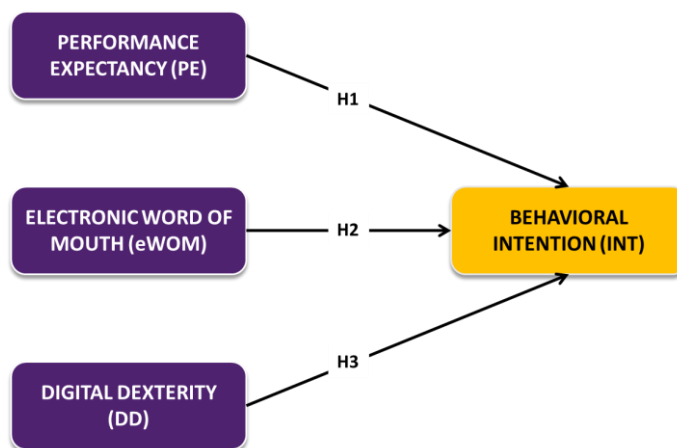 PERFORMANCE
EXPECTANCY (PE)
H1
ELECTRONIC WORD OF
MOUTH (eWOM)
H2
BEHAVIORAL
INTENTION (INT)
H3
DIGITAL DEXTERITY
(DD)